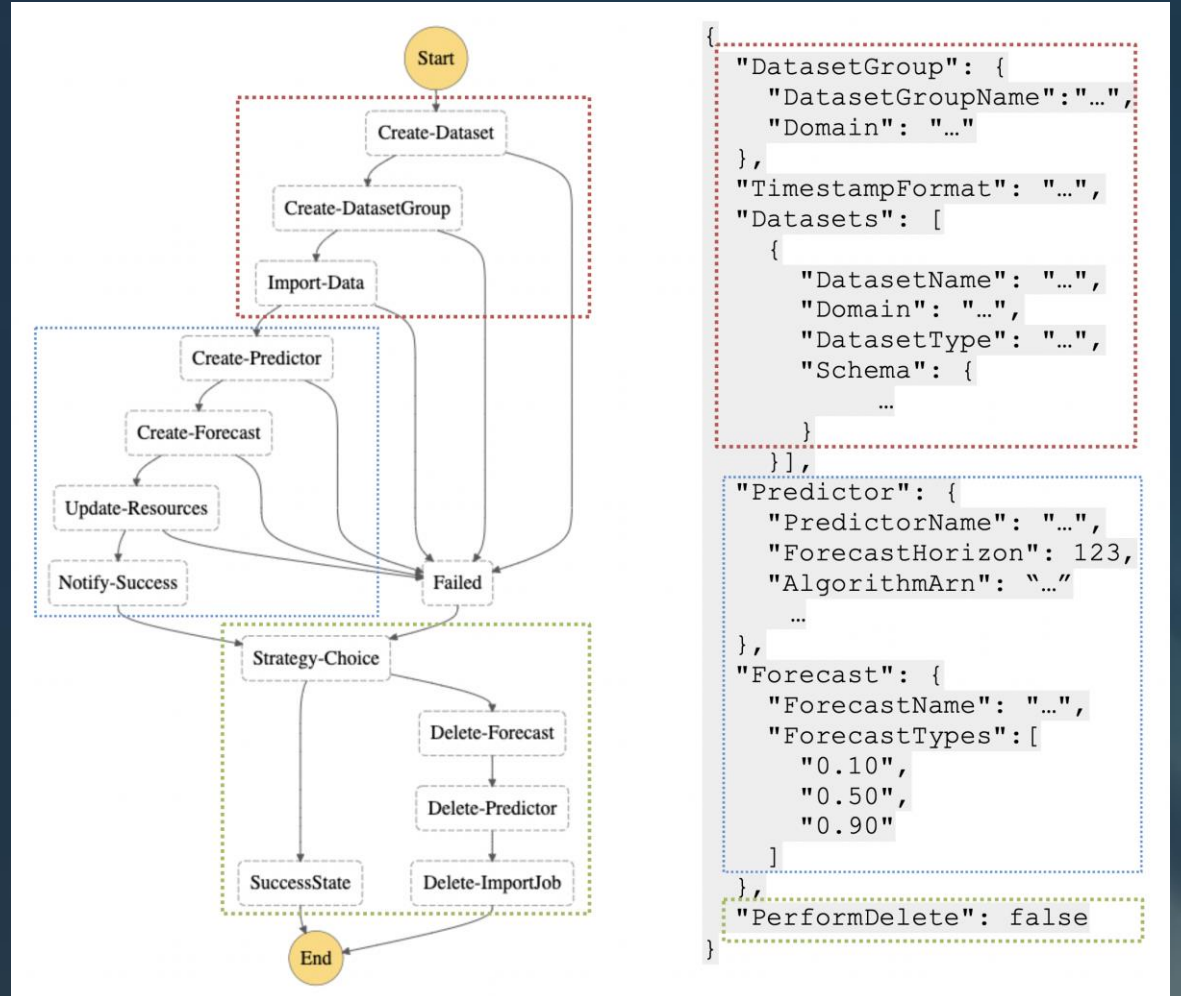 Start
Create-Dataset
Create-DatasetGroup
Import-Data
Create-Predictor
Create-Forecast
Update-Resources
Notify-Success
Failed
Strategy-Choice
Delete-Forecast
Delete-Predictor
SuccessState
Delete-ImportJob
End
{
"DatasetGroup": {
"DatasetGroupName":"…",
"Domain": "…"
},
"TimestampFormat": "…",
"Datasets": [
{
"DatasetName": "…",
"Domain": "…",
"DatasetType": "…",
"Schema": {
…
}
}],
"Predictor": {
"PredictorName": "…",
"ForecastHorizon": 123,
"AlgorithmArn": “…”
…
},
"Forecast": {
"ForecastName": "…",
"ForecastTypes":[
"0.10",
"0.50",
"0.90"
]
},
"PerformDelete": false
}